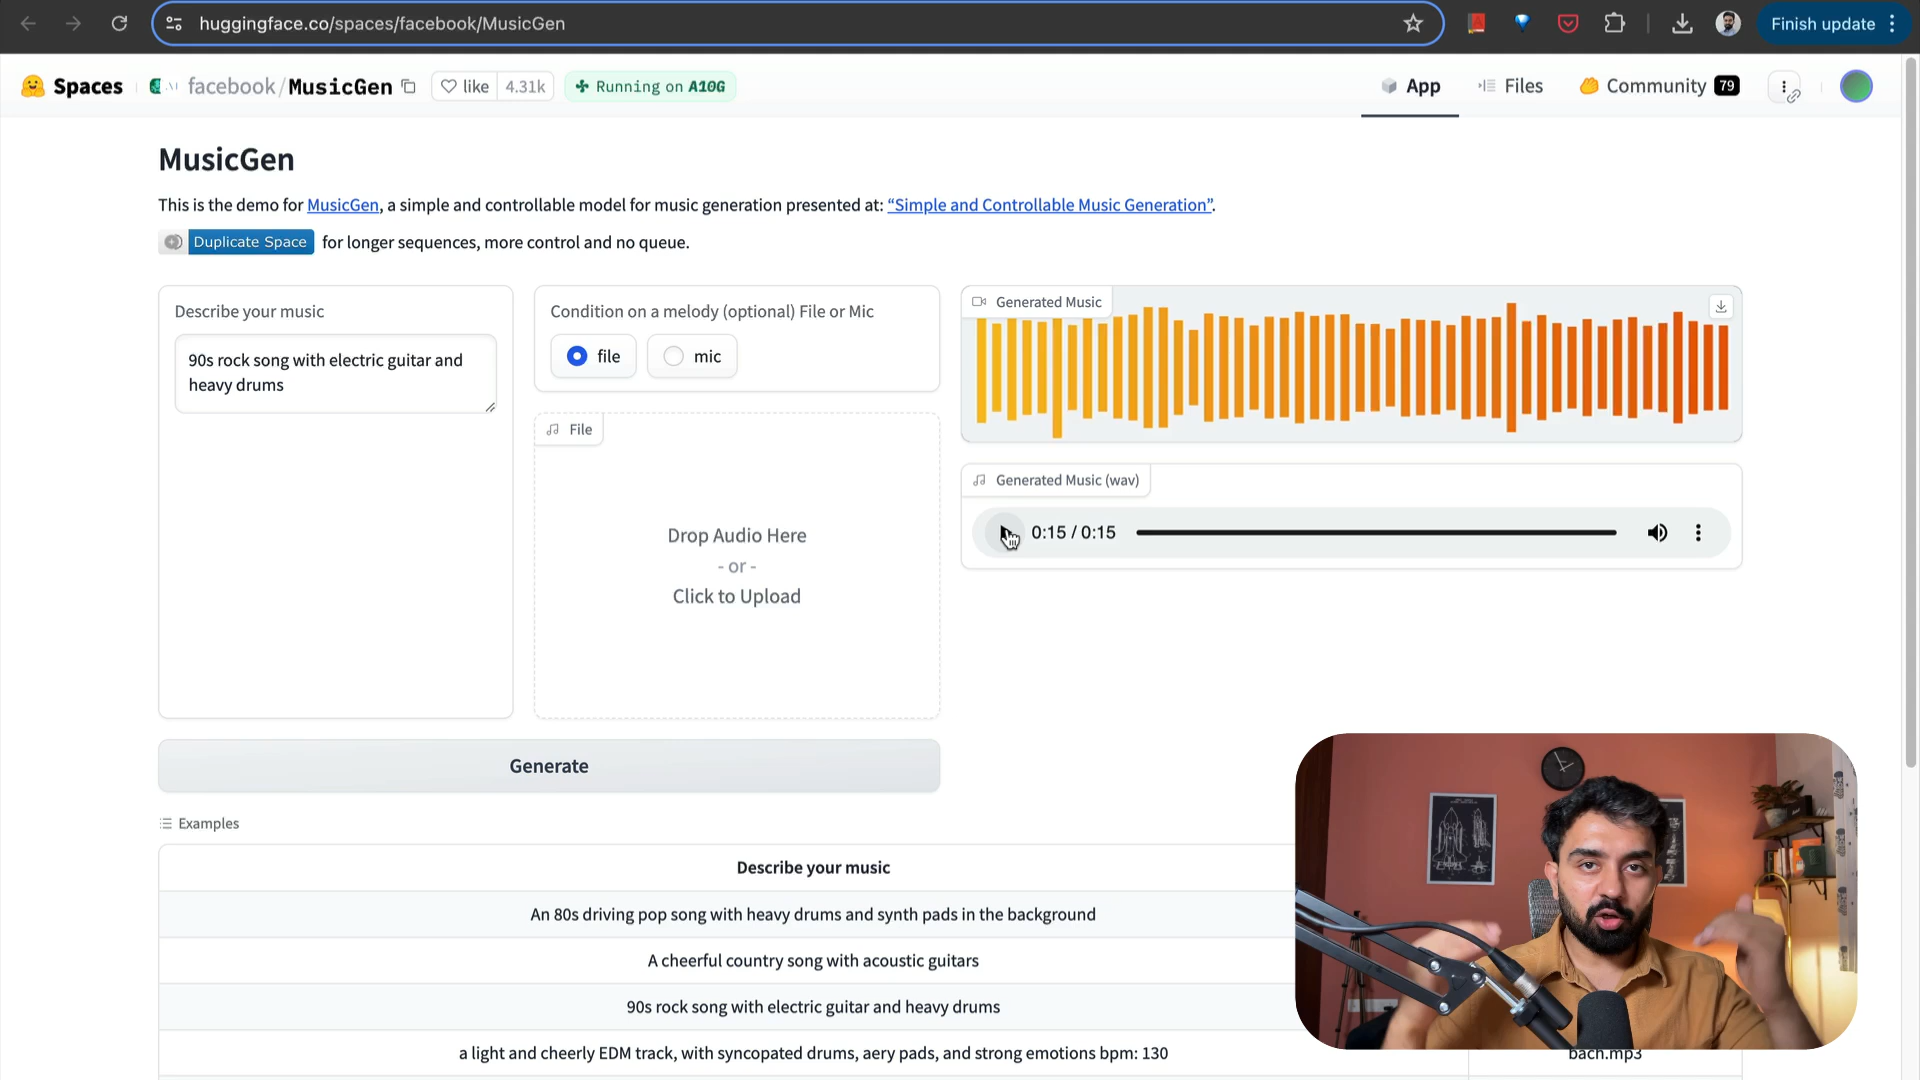 huggingface.co/spaces/facebook/MusicGen
Finish update
Spaces
facebook/MusicGen
like
4.31k
Running on A10G
App
Files
Community 79
MusicGen
This is the demo for MusicGen, a simple and controllable model for music generation presented at: “Simple and Controllable Music Generation”.
Duplicate Space for longer sequences, more control and no queue.
Describe your music
90s rock song with electric guitar and
heavy drums
Condition on a melody (optional) File or Mic
file
mic
File
Drop Audio Here
- or -
Click to Upload
Generated Music
Generated Music (wav)
0:15 / 0:15
Generate
Examples
Describe your music
An 80s driving pop song with heavy drums and synth pads in the background
A cheerful country song with acoustic guitars
90s rock song with electric guitar and heavy drums
a light and cheerly EDM track, with syncopated drums, aery pads, and strong emotions bpm: 130
bach.mp3